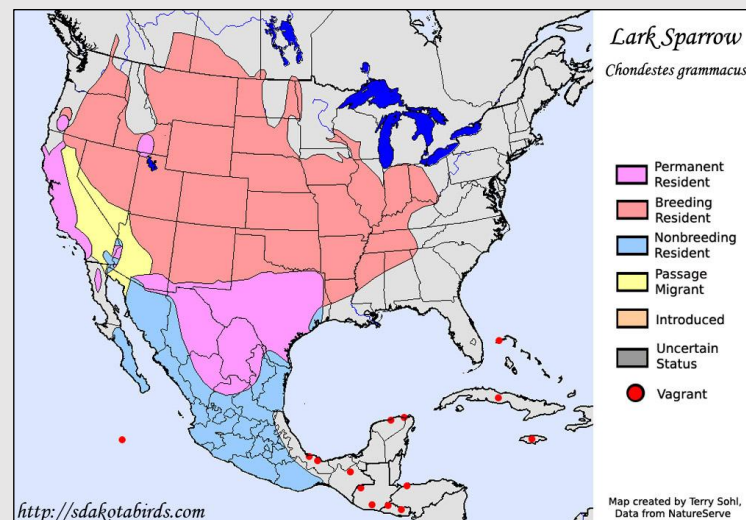 Lark Sparrow
Chondestes grammacus
Permanent
Resident
Breeding
Resident
Nonbreeding
Resident
Passage
Migrant
Introduced
Uncertain
Status
Vagrant
Map created by Terry Sohl,
Data from NatureServe
http://sdakotabirds.com